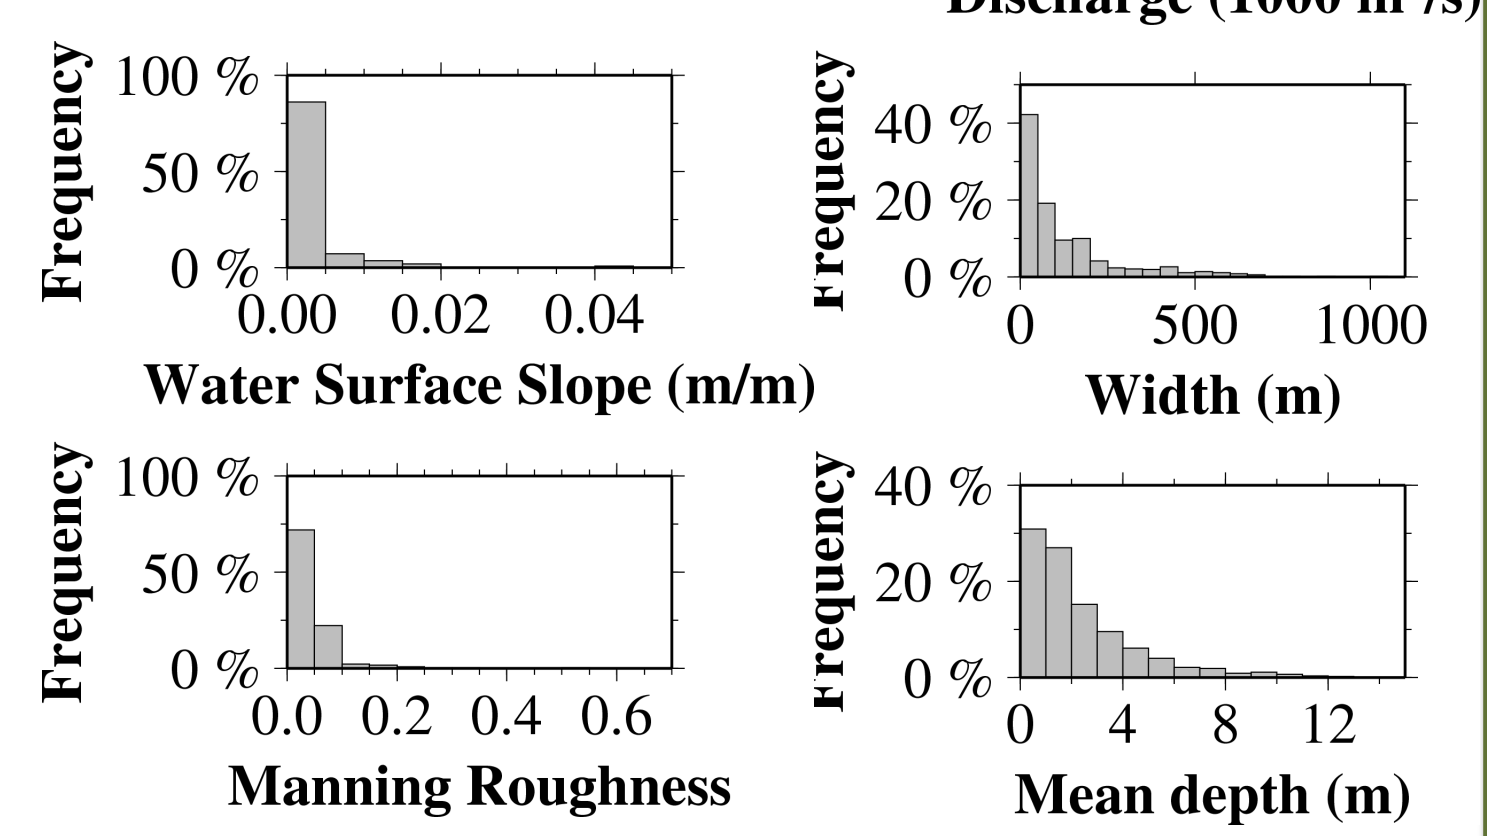 Discharge (1000 m³/s)
Frequency
100 %
50 %
0 %
0.00 0.02 0.04
Water Surface Slope (m/m)
Frequency
40 %
20 %
0 %
0 500 1000
Width (m)
Frequency
100 %
50 %
0 %
0.0 0.2 0.4 0.6
Manning Roughness
Frequency
40 %
20 %
0 %
0 4 8 12
Mean depth (m)